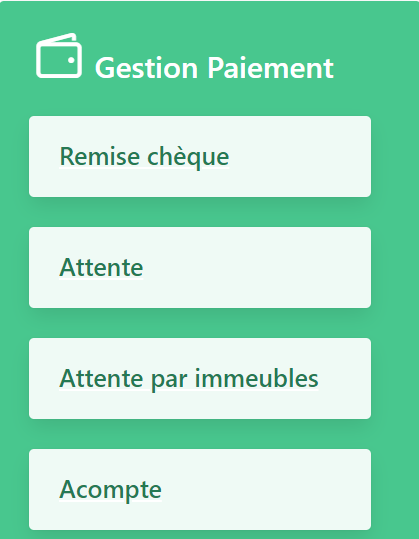 Gestion Paiement
Remise chèque
Attente
Attente par immeubles
Acompte